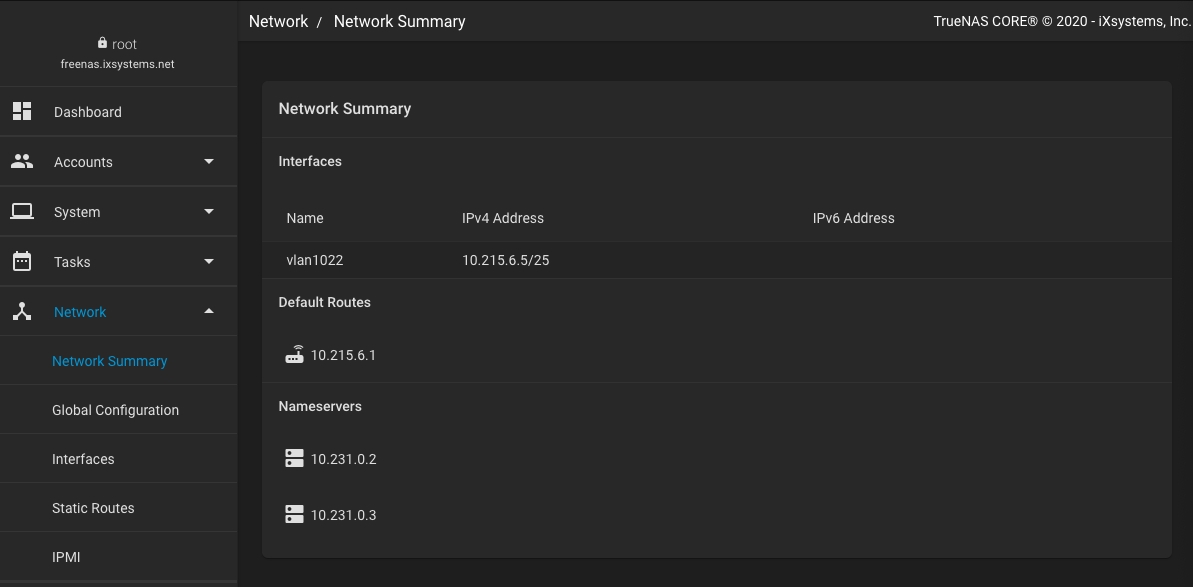 Network / Network Summary
TrueNAS CORE® © 2020 - iXsystems, Inc.
root
freenas.ixsystems.net
Dashboard
Accounts
System
Tasks
Network
Network Summary
Global Configuration
Interfaces
Static Routes
IPMI
Network Summary
Interfaces
Name IPv4 Address IPv6 Address
vlan1022 10.215.6.5/25
Default Routes
10.215.6.1
Nameservers
10.231.0.2
10.231.0.3